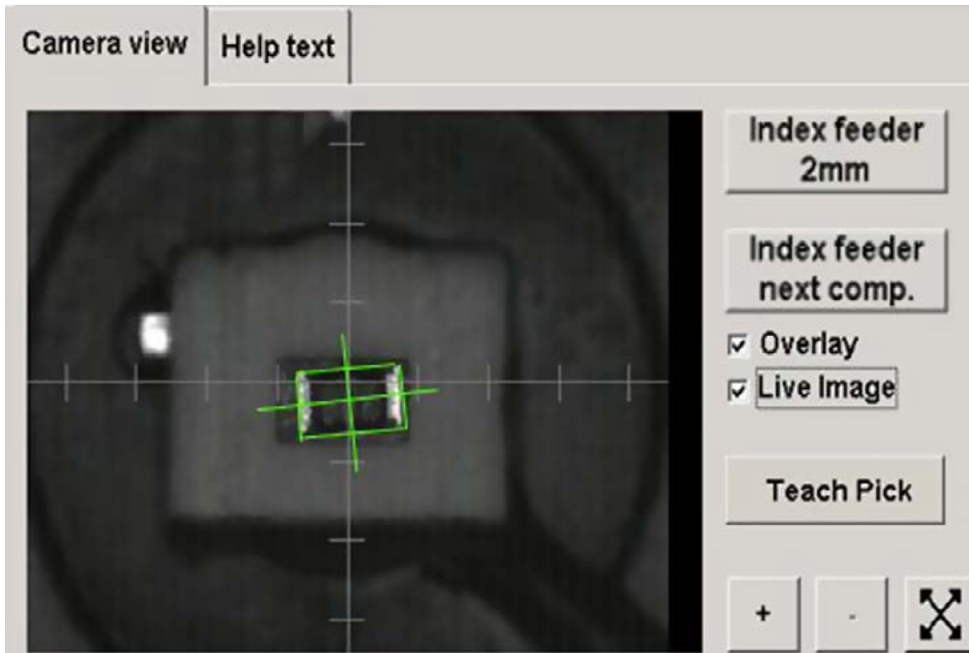 Camera view
Help text
Index feeder
2mm
Index feeder
next comp.
Overlay
Live Image
Teach Pick
+
-